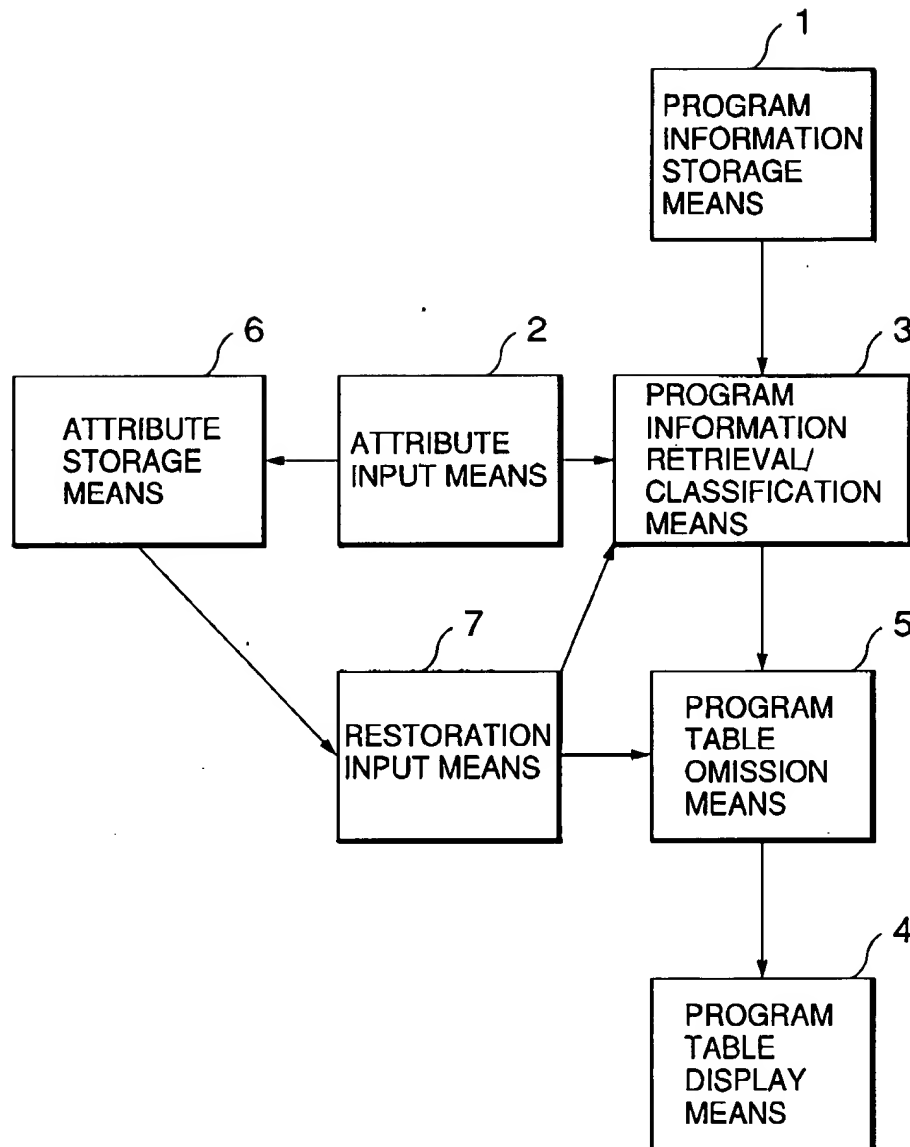 1
PROGRAM
INFORMATION
STORAGE
MEANS
6
ATTRIBUTE
STORAGE
MEANS
2
ATTRIBUTE
INPUT MEANS
3
PROGRAM
INFORMATION
RETRIEVAL/
CLASSIFICATION
MEANS
7
RESTORATION
INPUT MEANS
5
PROGRAM
TABLE
OMISSION
MEANS
4
PROGRAM
TABLE
DISPLAY
MEANS